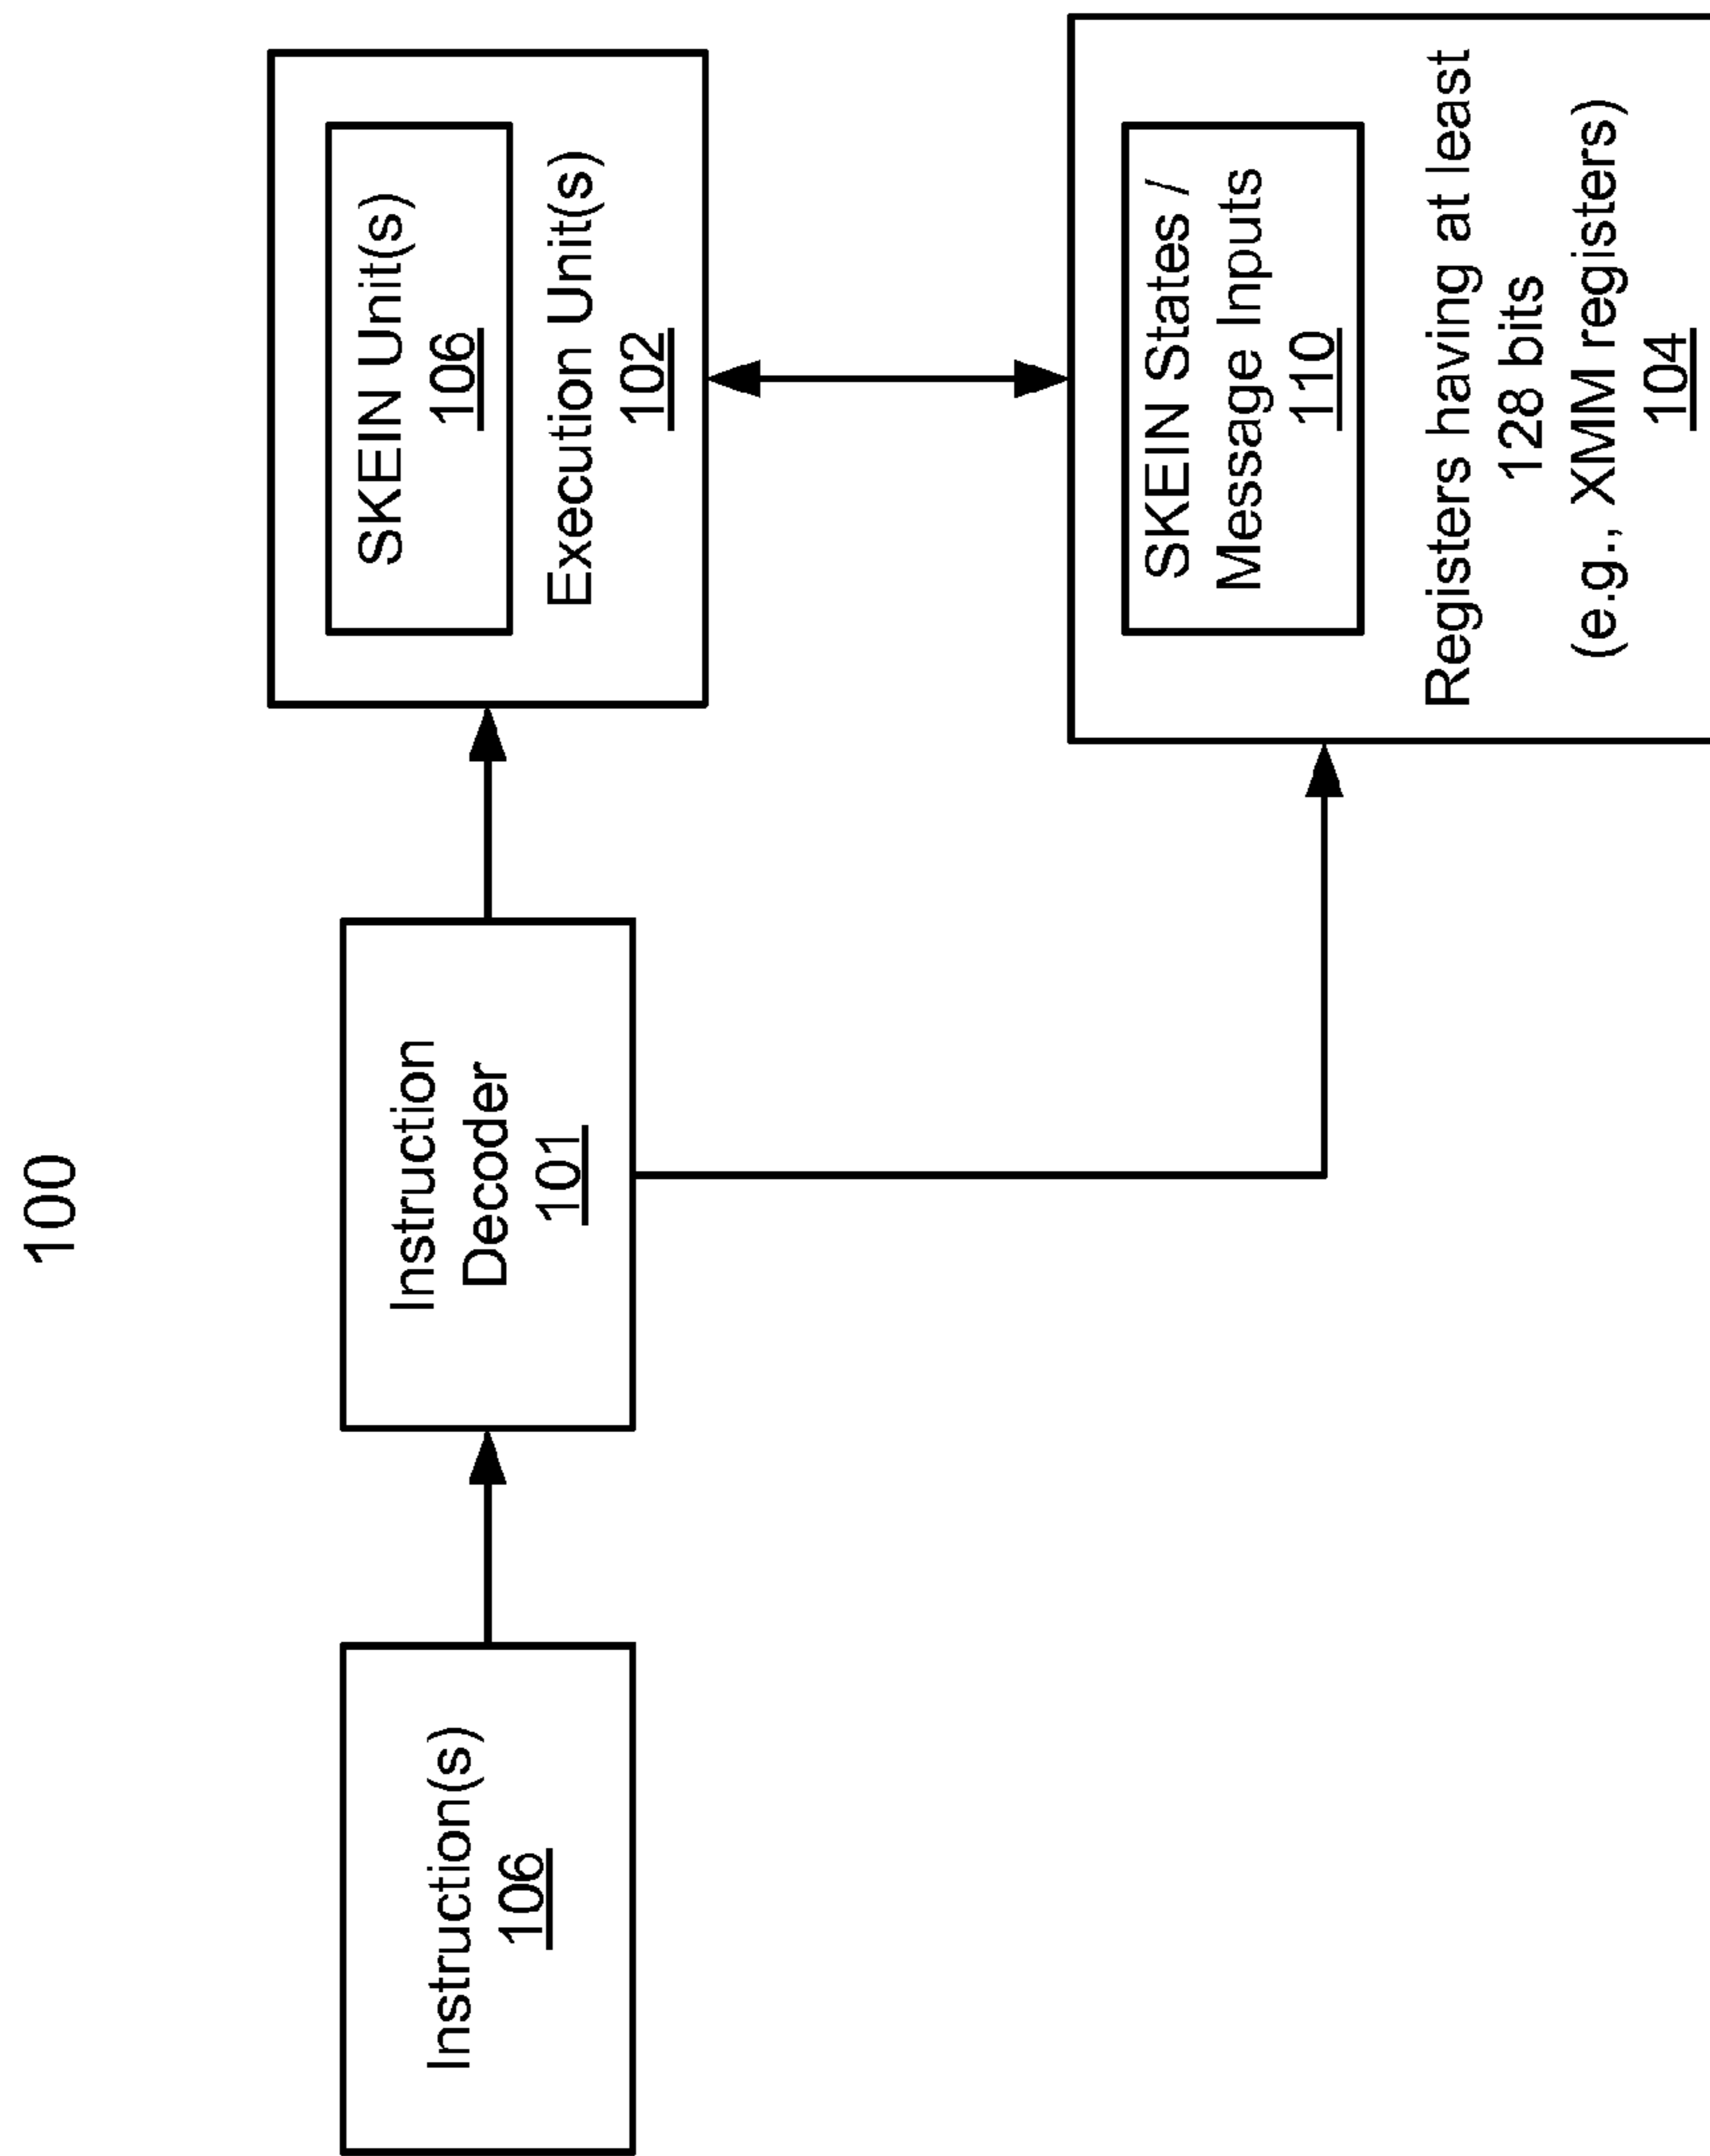 100
Instruction(s)
106
Instruction
Decoder
101
SKEIN Unit(s)
106
Execution Unit(s)
102
SKEIN States /
Message Inputs
110
Registers having at least
128 bits
(e.g., XMM registers)
104